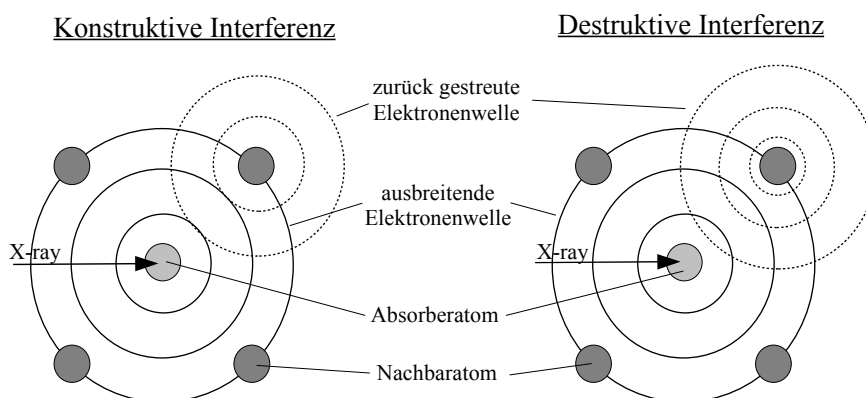 Konstruktive Interferenz
Destruktive Interferenz
zurück gestreute
Elektronenwelle
ausbreitende
Elektronenwelle
X-ray
X-ray
Absorberatom
Nachbaratom